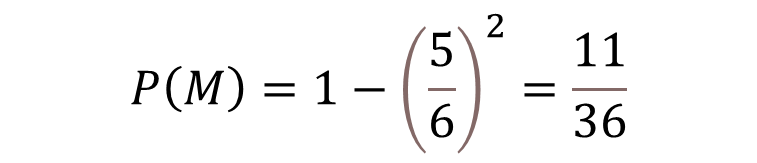 P(M) = 1 − (5/6)² = 11/36